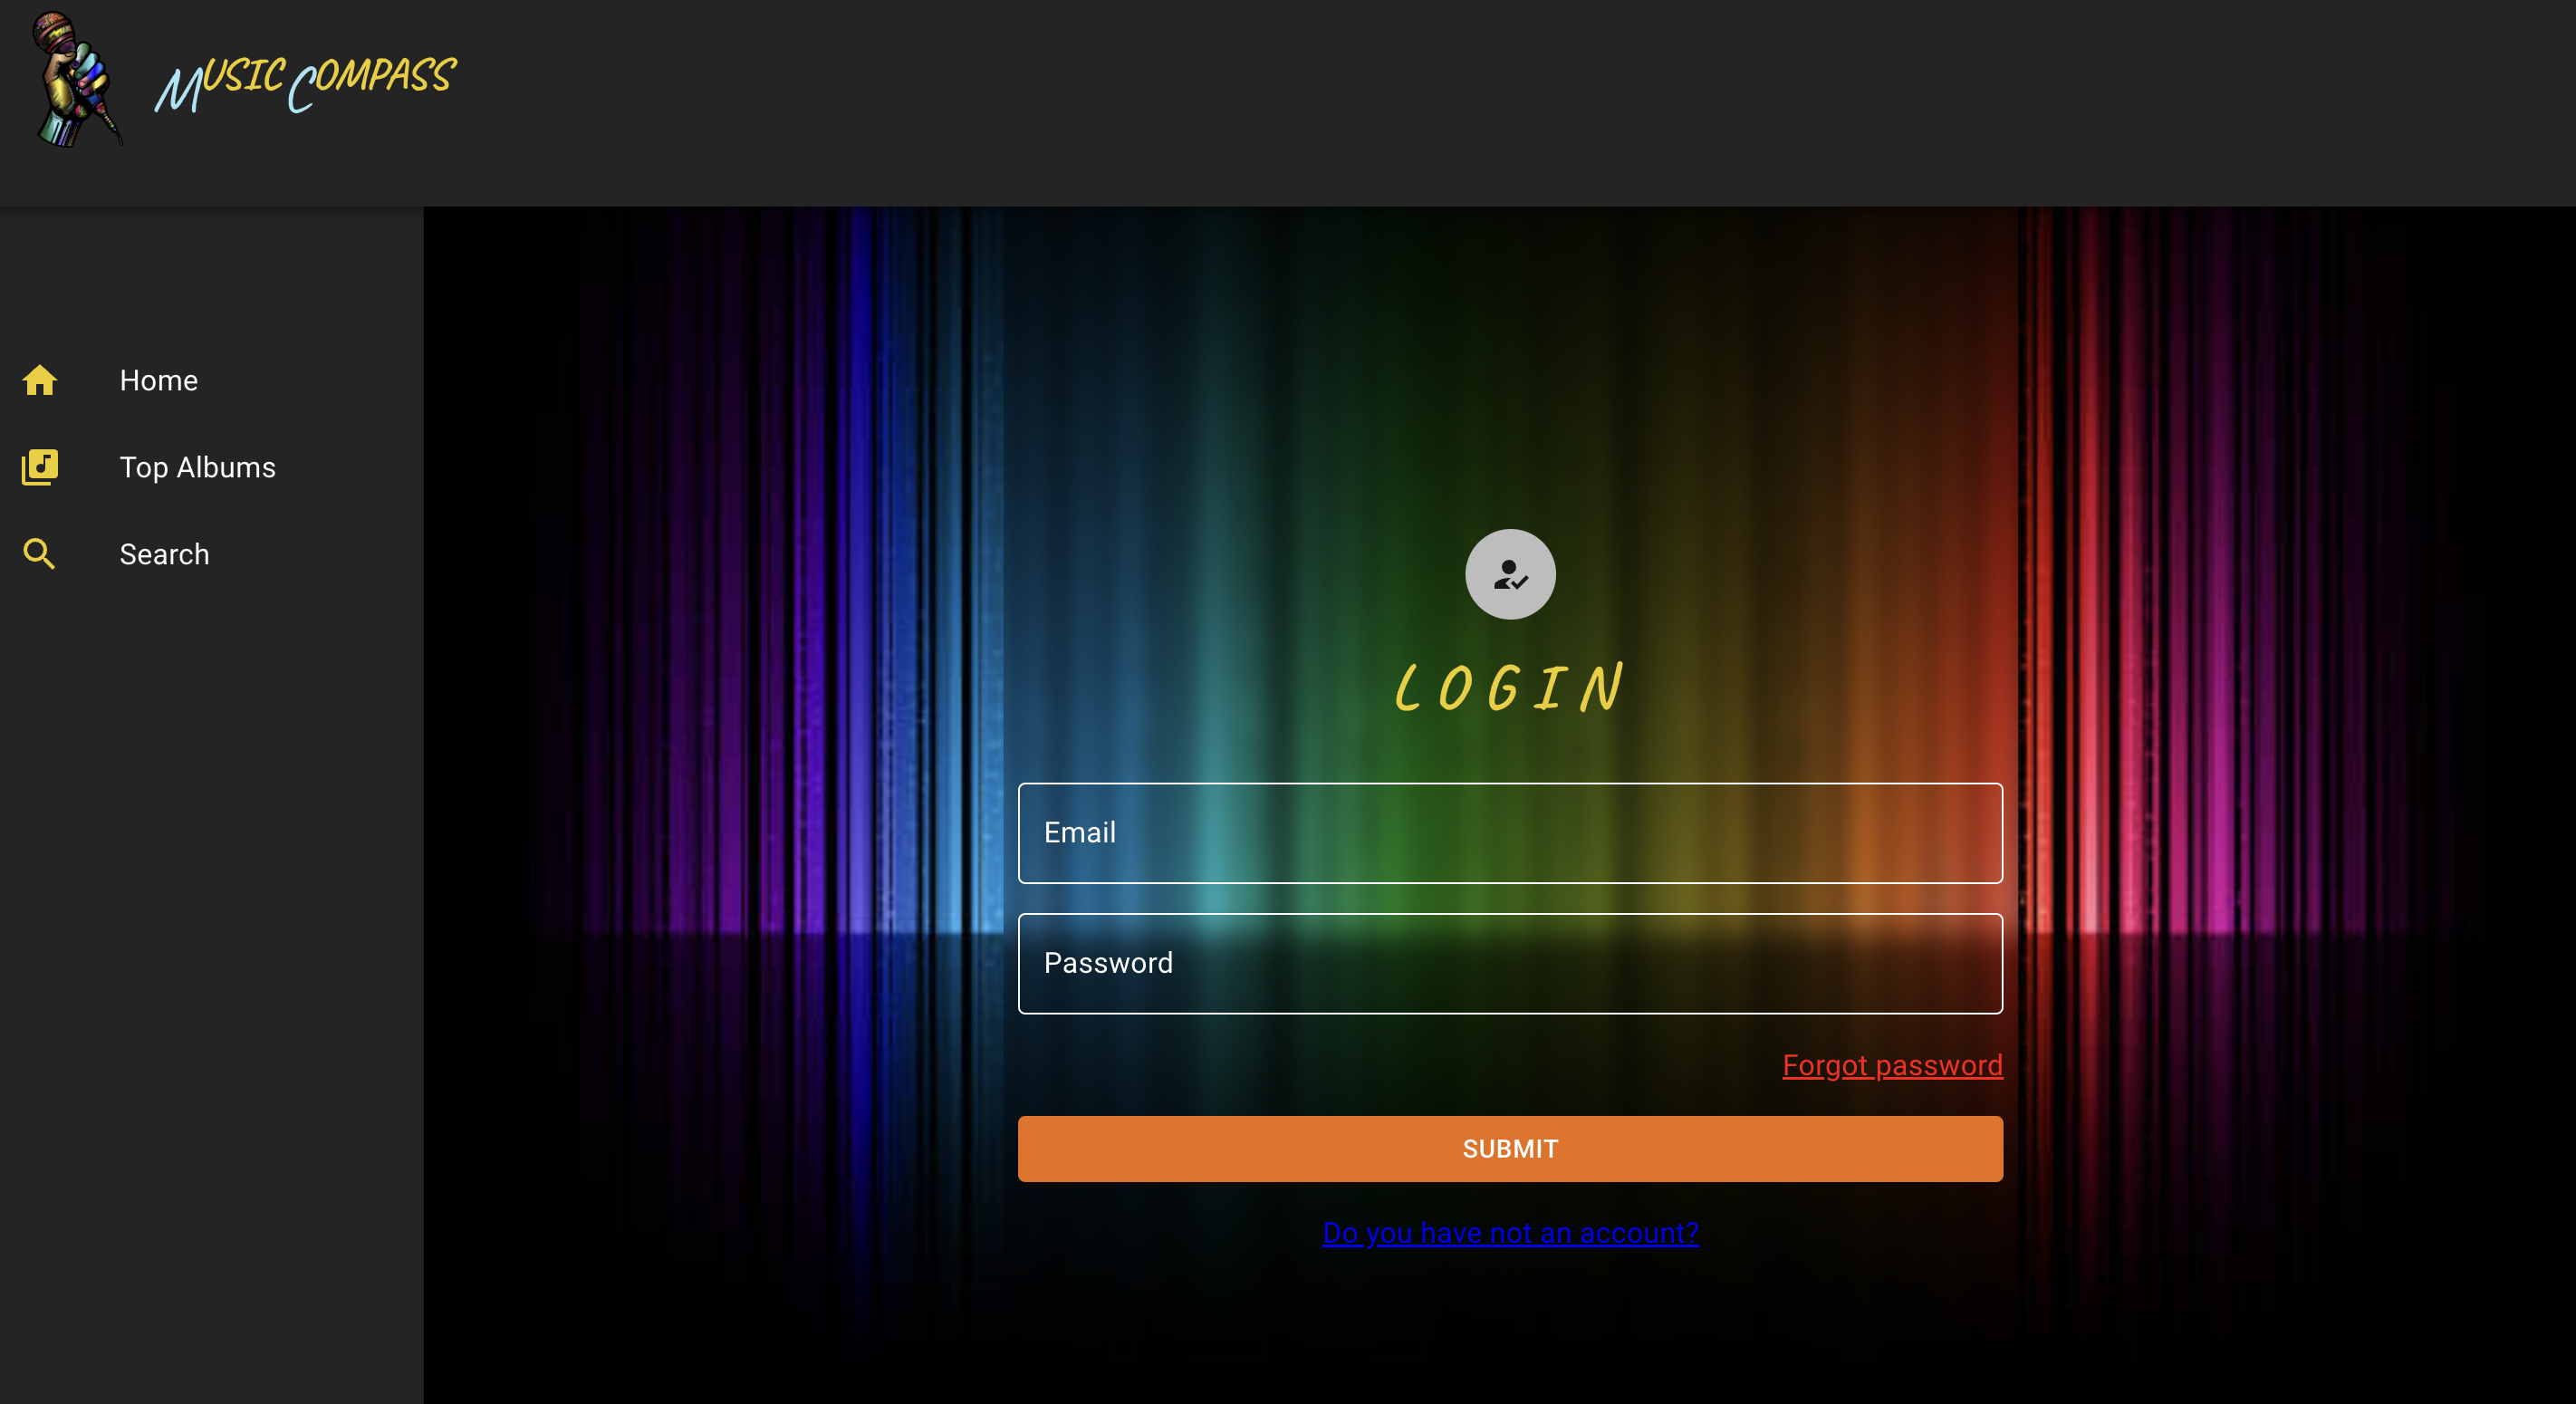 MUSIC COMPASS
Home
Top Albums
Search
LOGIN
Email
Password
Forgot password
SUBMIT
Do you have not an account?